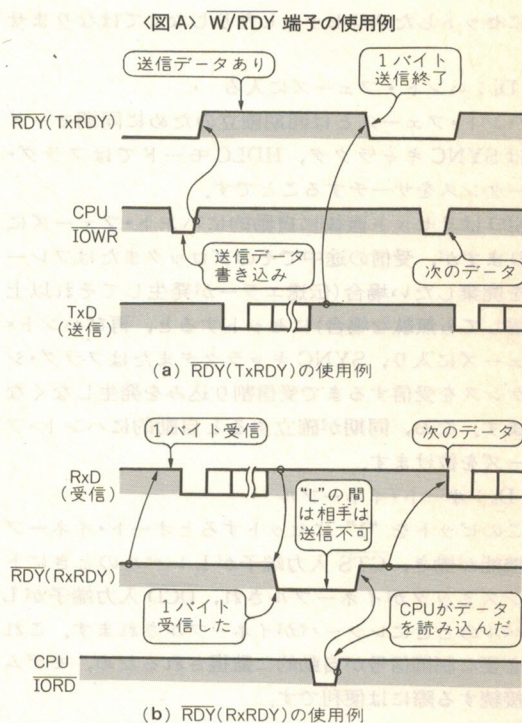 〈図A〉 W/RDY 端子の使用例
送信データあり
1バイト
送信終了
RDY(TxRDY)
CPU
IOWR
送信データ
書き込み
次のデータ
TxD
(送信)
(a) RDY(TxRDY)の使用例
1バイト受信
次のデータ
RxD
(受信)
"L"の間
は相手は
送信不可
RDY(RxRDY)
1バイト
受信した
CPUがデータ
を読み込んだ
CPU
IORD
(b) RDY(RxRDY)の使用例